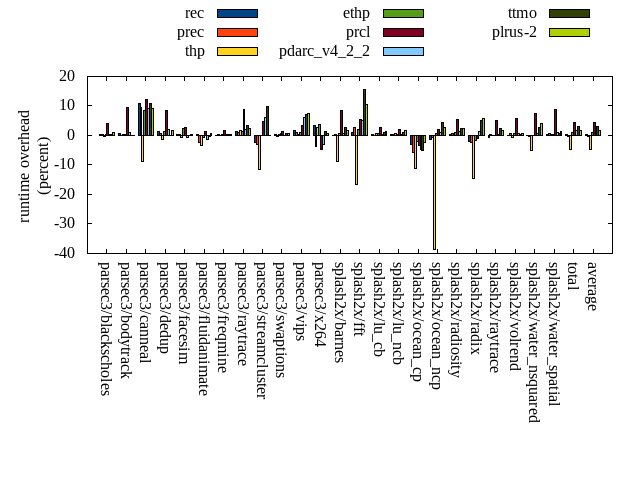 rec
prec
thp
ethp
prcl
pdarc_v4_2_2
ttmo
plrus-2
runtime overhead
(percent)
20
10
0
-10
-20
-30
-40
parsec3/blackscholes
parsec3/bodytrack
parsec3/canneal
parsec3/dedup
parsec3/facesim
parsec3/fluidanimate
parsec3/freqmine
parsec3/raytrace
parsec3/streamcluster
parsec3/swaptions
parsec3/vips
parsec3/x264
splash2x/barnes
splash2x/fft
splash2x/lu_cb
splash2x/lu_ncb
splash2x/ocean_cp
splash2x/ocean_ncp
splash2x/radiosity
splash2x/radix
splash2x/raytrace
splash2x/volrend
splash2x/water_nsquared
splash2x/water_spatial
total
average